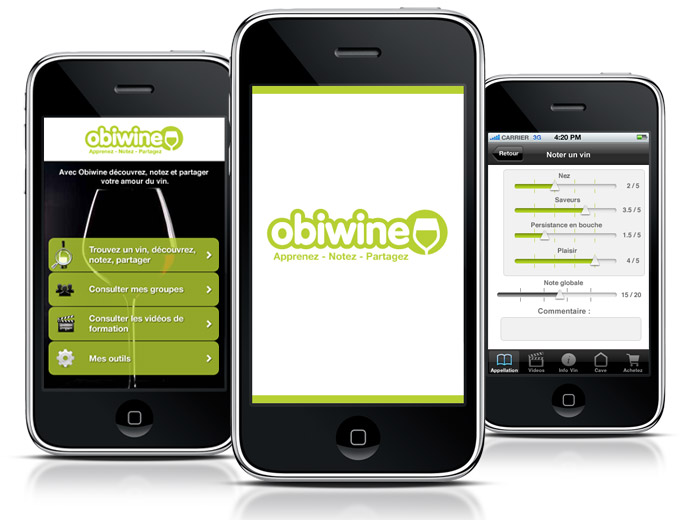 obiwine
Apprenez - Notez - Partagez
Avec Obiwine découvrez, notez et partager
votre amour du vin.
Trouvez un vin, découvrez,
notez, partager
Consulter mes groupes
Consulter les vidéos de
formation
Mes outils
obiwine
Apprenez - Notez - Partagez
CARRIER 3G 4:20 PM
Retour
Noter un vin
Nez
2 / 5
Saveurs
3.5 / 5
Persistance en bouche
1.5 / 5
Plaisir
4 / 5
Note globale
15 / 20
Commentaire :
Appellation
Videos
Info Vin
Cave
Achetez